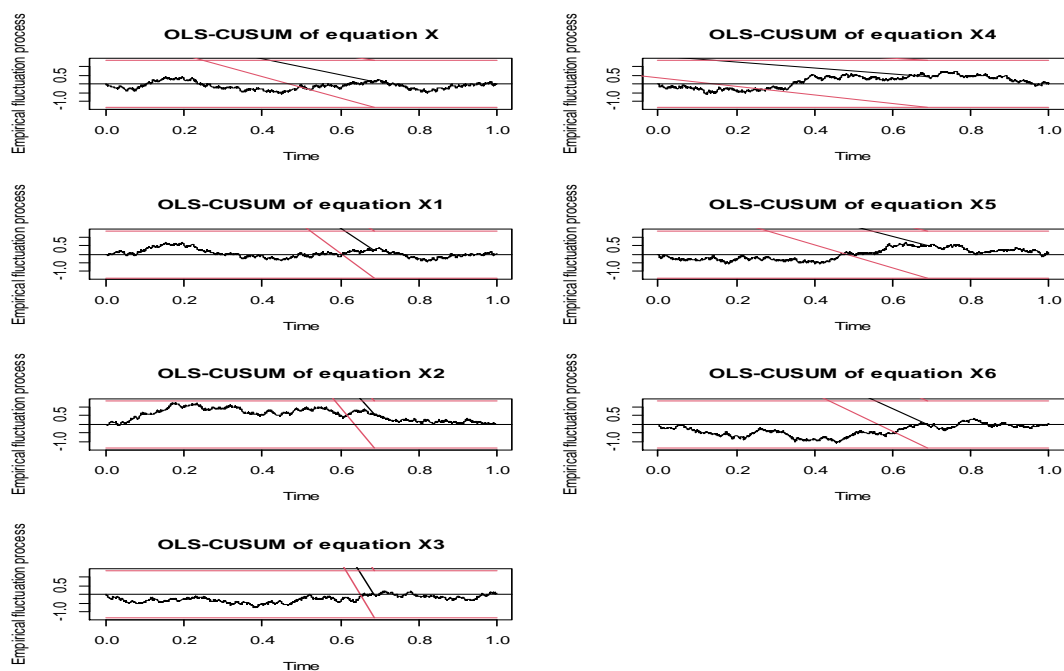 OLS-CUSUM of equation X
Empirical fluctuation process
-1.0 0.5
0.0 0.2 0.4 0.6 0.8 1.0
Time
OLS-CUSUM of equation X1
Empirical fluctuation process
-1.0 0.5
0.0 0.2 0.4 0.6 0.8 1.0
Time
OLS-CUSUM of equation X2
Empirical fluctuation process
-1.0 0.5
0.0 0.2 0.4 0.6 0.8 1.0
Time
OLS-CUSUM of equation X3
Empirical fluctuation process
-1.0 0.5
0.0 0.2 0.4 0.6 0.8 1.0
Time
OLS-CUSUM of equation X4
Empirical fluctuation process
-1.0 0.5
0.0 0.2 0.4 0.6 0.8 1.0
Time
OLS-CUSUM of equation X5
Empirical fluctuation process
-1.0 0.5
0.0 0.2 0.4 0.6 0.8 1.0
Time
OLS-CUSUM of equation X6
Empirical fluctuation process
-1.0 0.5
0.0 0.2 0.4 0.6 0.8 1.0
Time